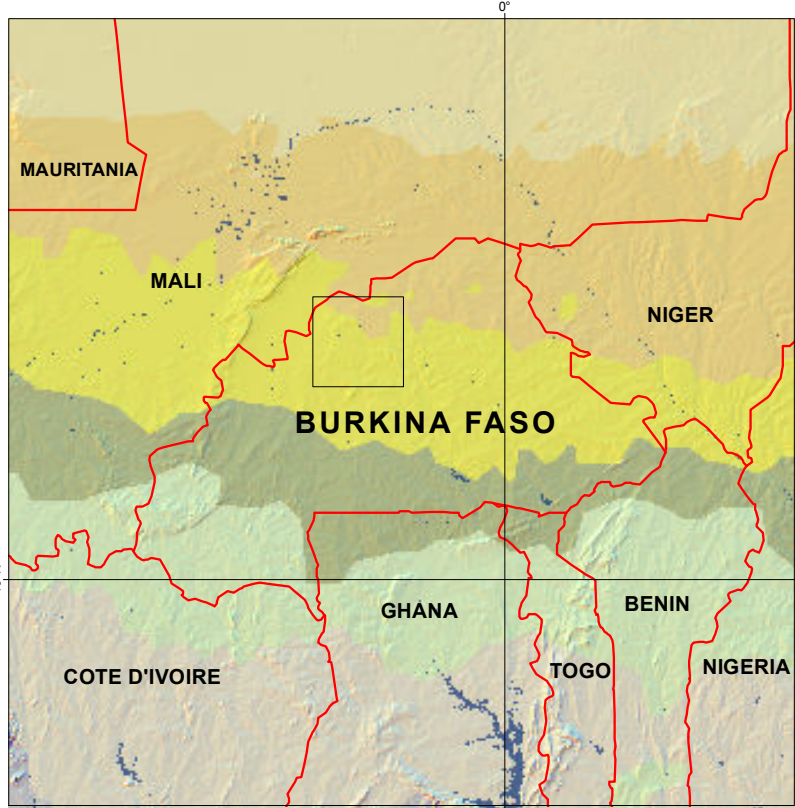 0°
MAURITANIA
MALI
NIGER
BURKINA FASO
GHANA
BENIN
COTE D'IVOIRE
TOGO
NIGERIA